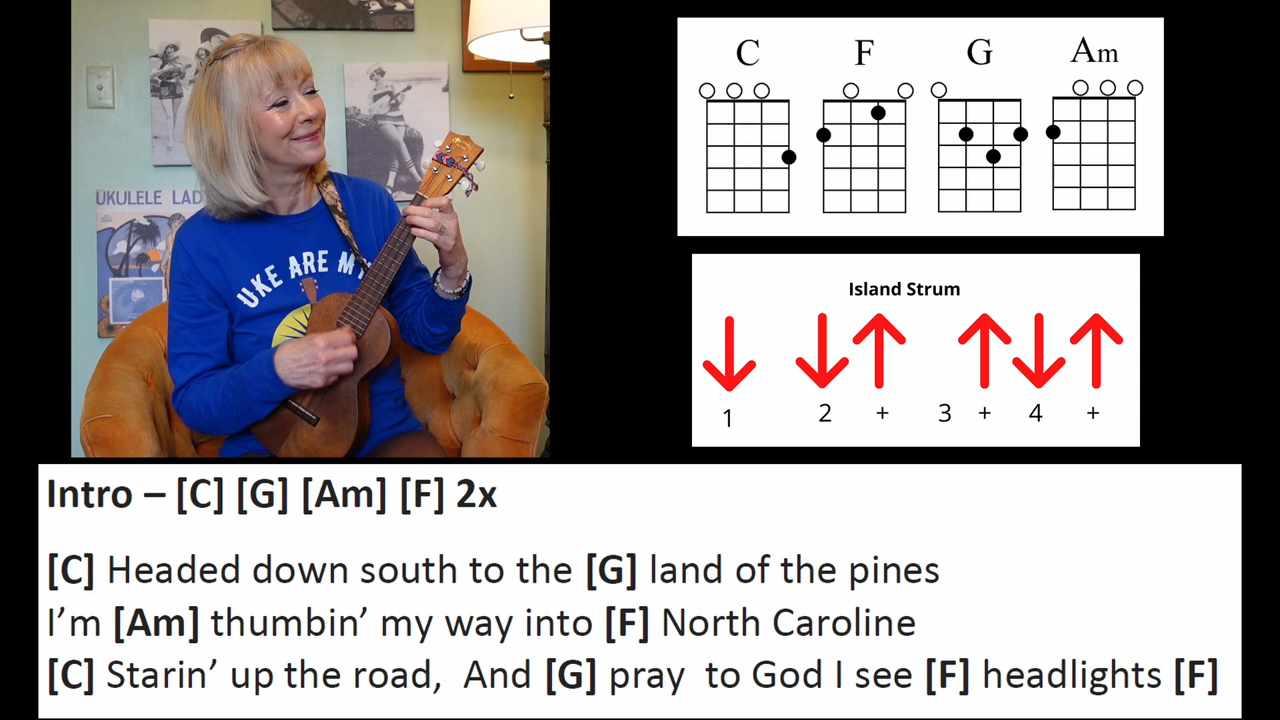 UKULELE LAD
UKE ARE MY
C F G Am
Island Strum
1 2 + 3 + 4 +
Intro – [C] [G] [Am] [F] 2x
[C] Headed down south to the [G] land of the pines
I’m [Am] thumbin’ my way into [F] North Caroline
[C] Starin’ up the road,  And [G] pray  to God I see [F] headlights [F]